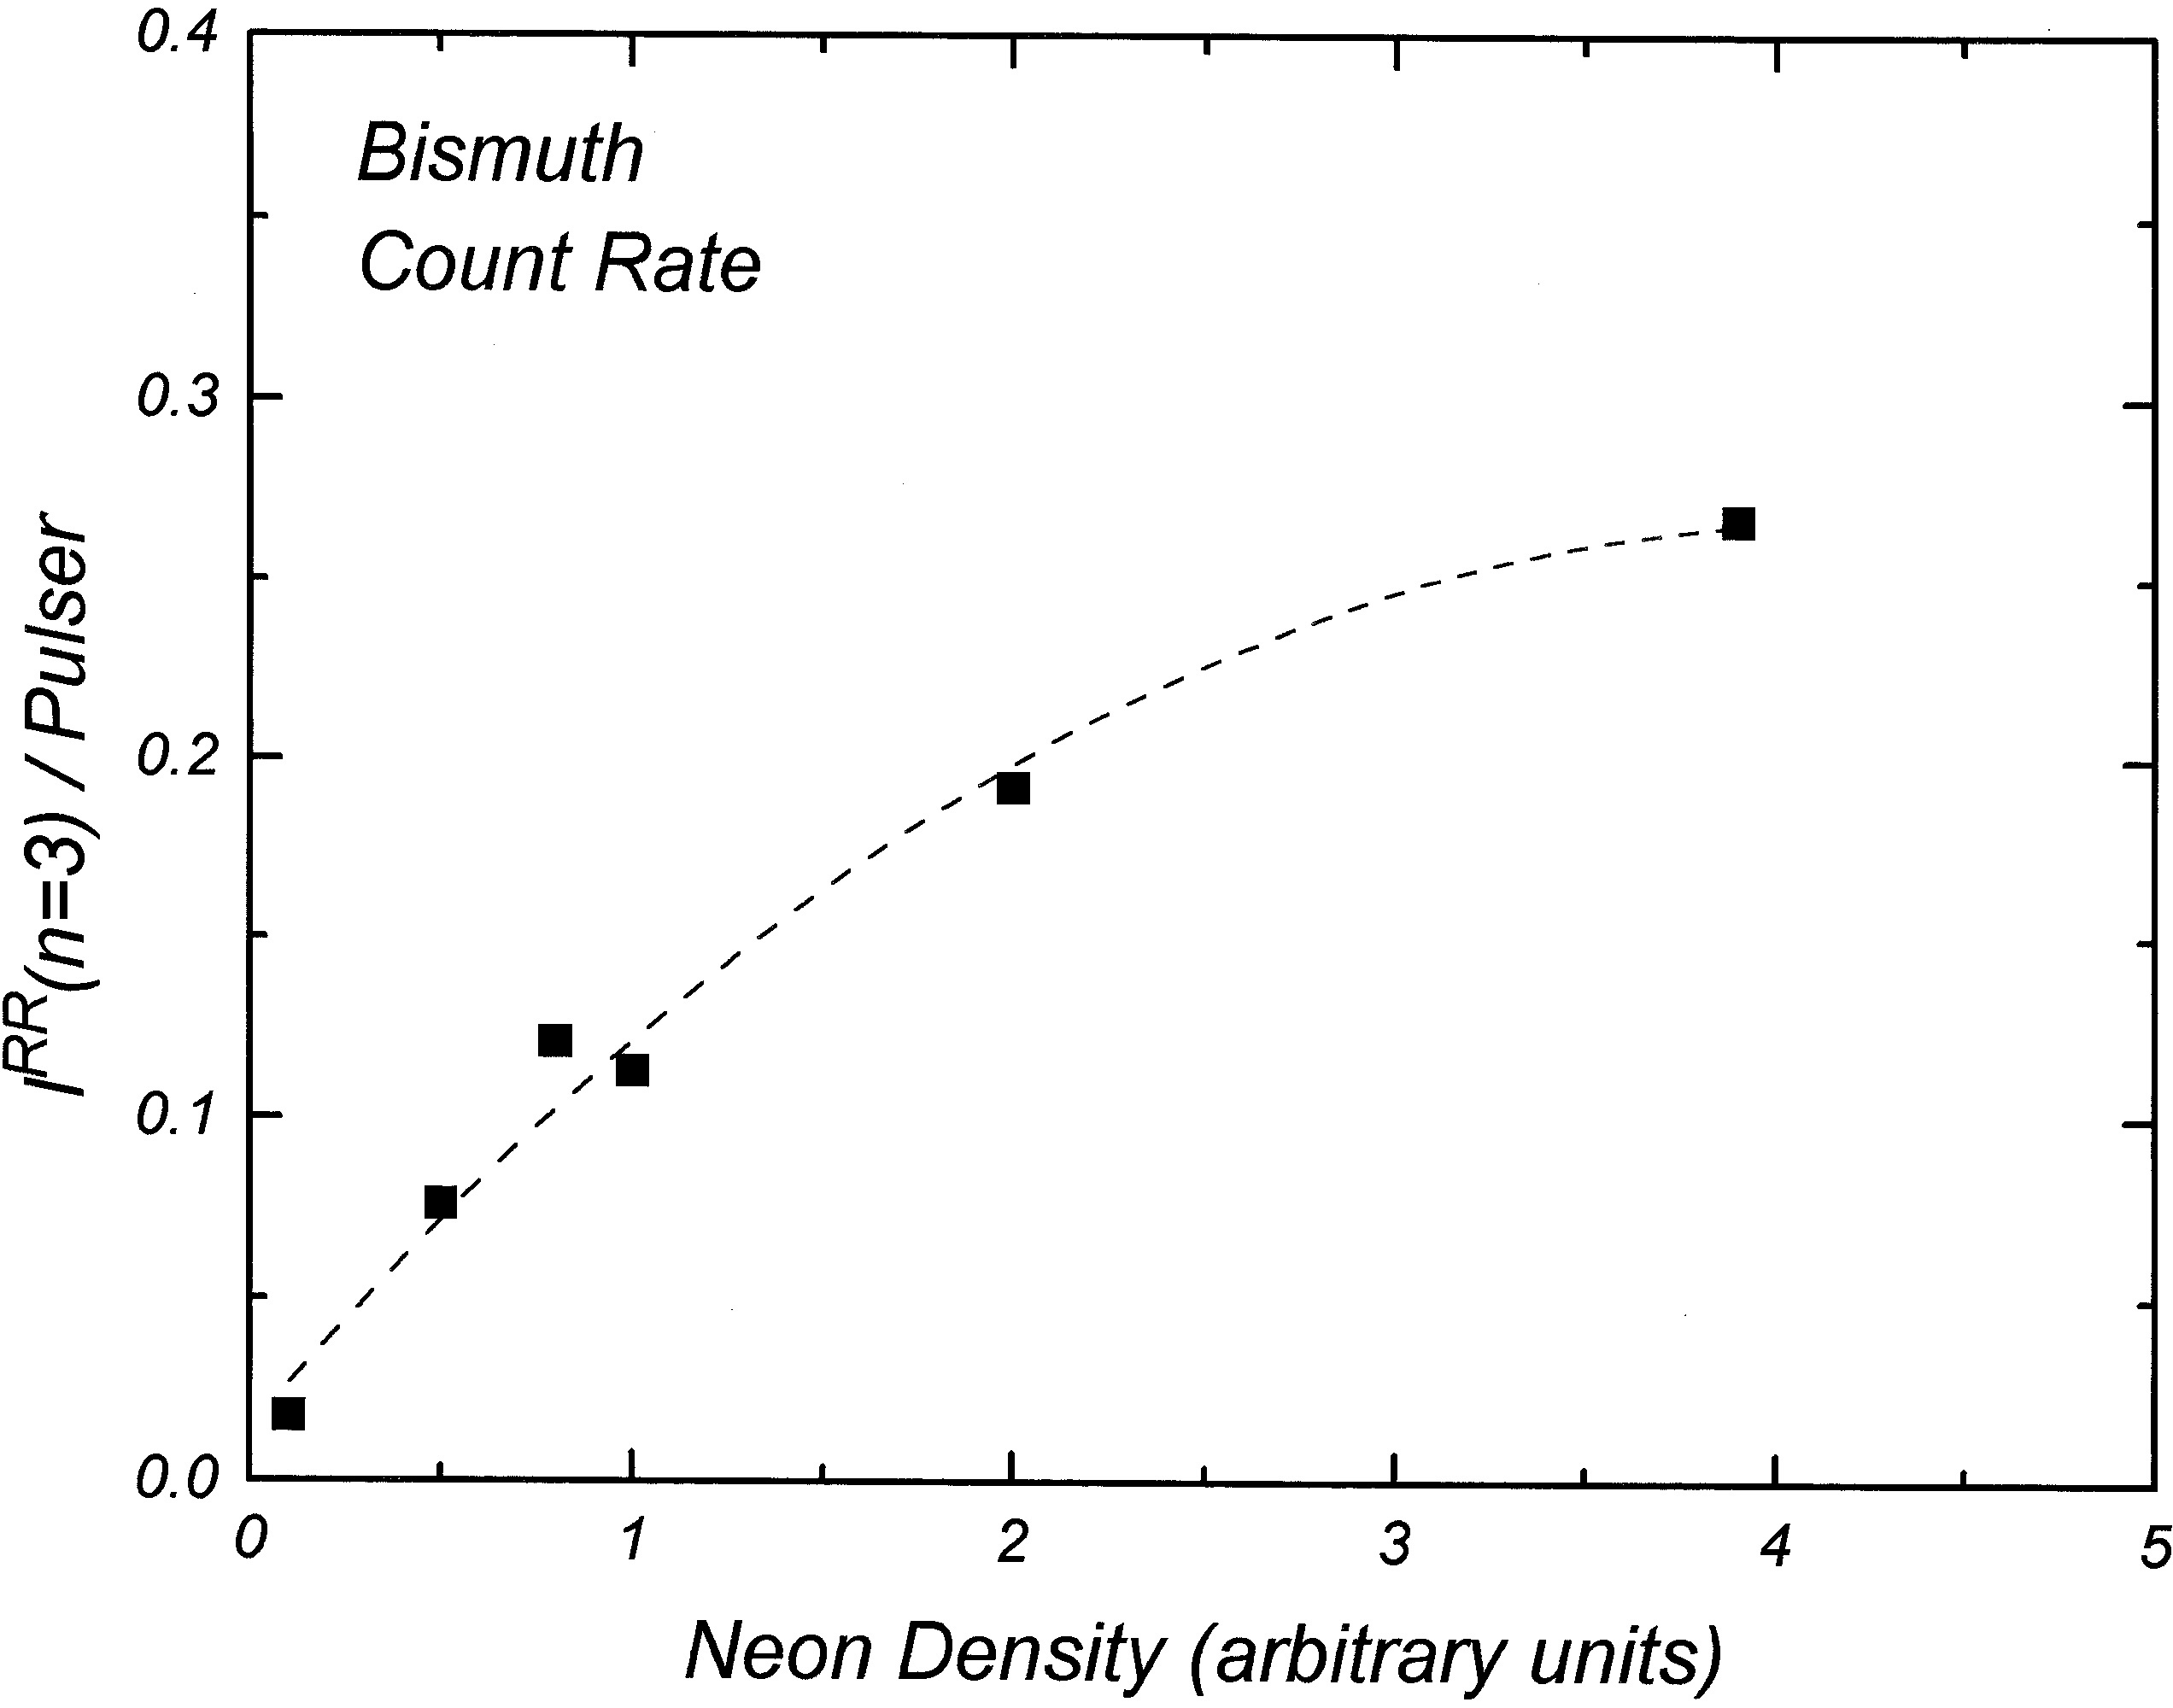 Bismuth
Count Rate
I^RR(n=3) / Pulser
0.4
0.3
0.2
0.1
0.0
0 1 2 3 4 5
Neon Density (arbitrary units)